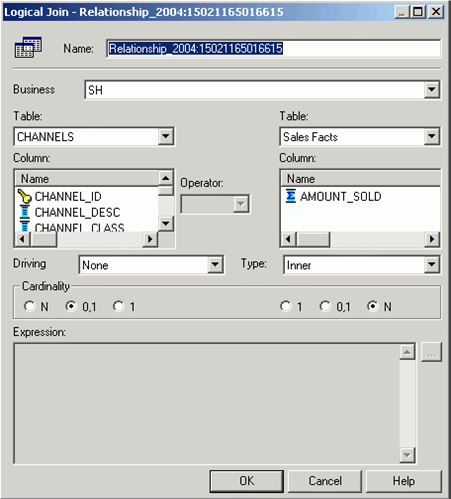 Logical Join - Relationship_2004:15021165016615
Name: Relationship_2004:15021165016615
Business SH
Table: Table:
CHANNELS Sales Facts
Column: Column:
Name Operator: Name
CHANNEL_ID AMOUNT_SOLD
CHANNEL_DESC
CHANNEL_CLASS
Driving None Type: Inner
Cardinality
N 0,1 1 1 0,1 N
Expression:
...
OK Cancel Help